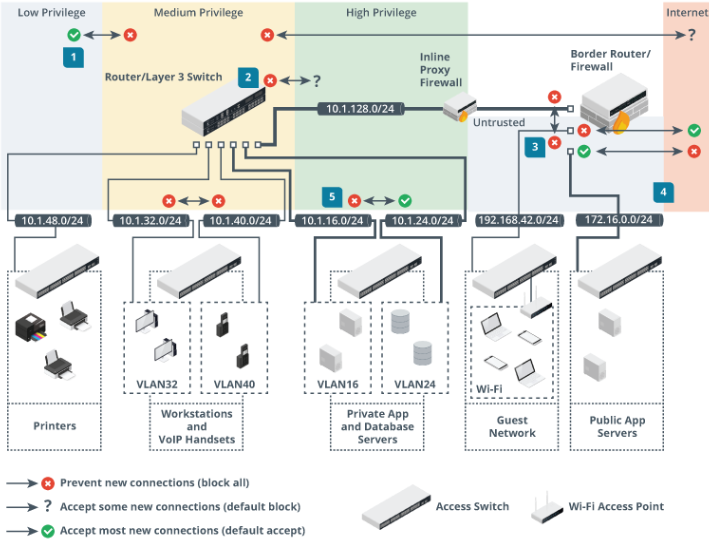 Low Privilege
Medium Privilege
High Privilege
Internet
1
?
Router/Layer 3 Switch
2
?
Inline
Proxy
Firewall
Border Router/
Firewall
10.1.128.0/24
Untrusted
3
4
5
10.1.48.0/24
10.1.32.0/24
10.1.40.0/24
10.1.16.0/24
10.1.24.0/24
192.168.42.0/24
172.16.0.0/24
VLAN32
VLAN40
VLAN16
VLAN24
Wi-Fi
Printers
Workstations
and
VoIP Handsets
Private App
and Database
Servers
Guest
Network
Public App
Servers
Prevent new connections (block all)
? Accept some new connections (default block)
Accept most new connections (default accept)
Access Switch
Wi-Fi Access Point